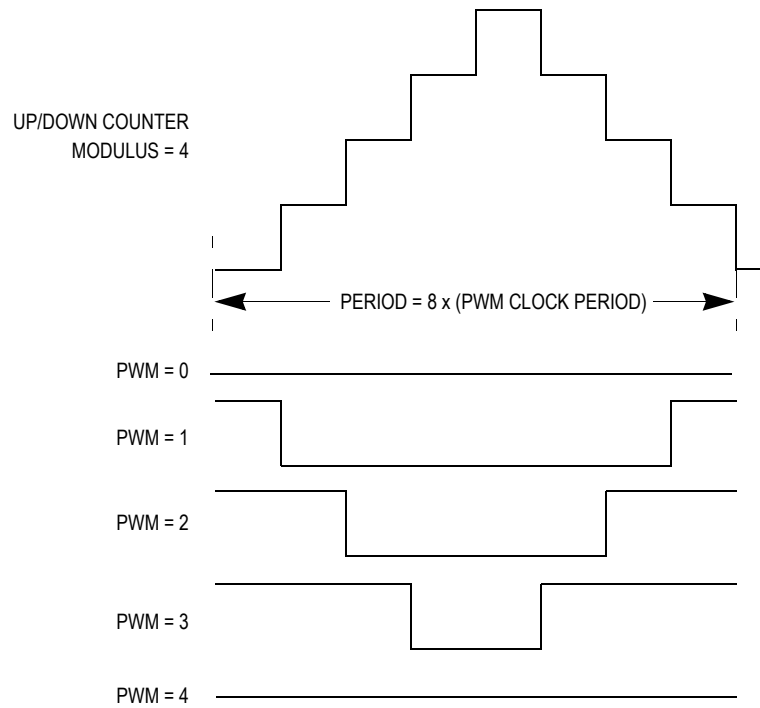 UP/DOWN COUNTER
MODULUS = 4
PERIOD = 8 x (PWM CLOCK PERIOD)
PWM = 0
PWM = 1
PWM = 2
PWM = 3
PWM = 4